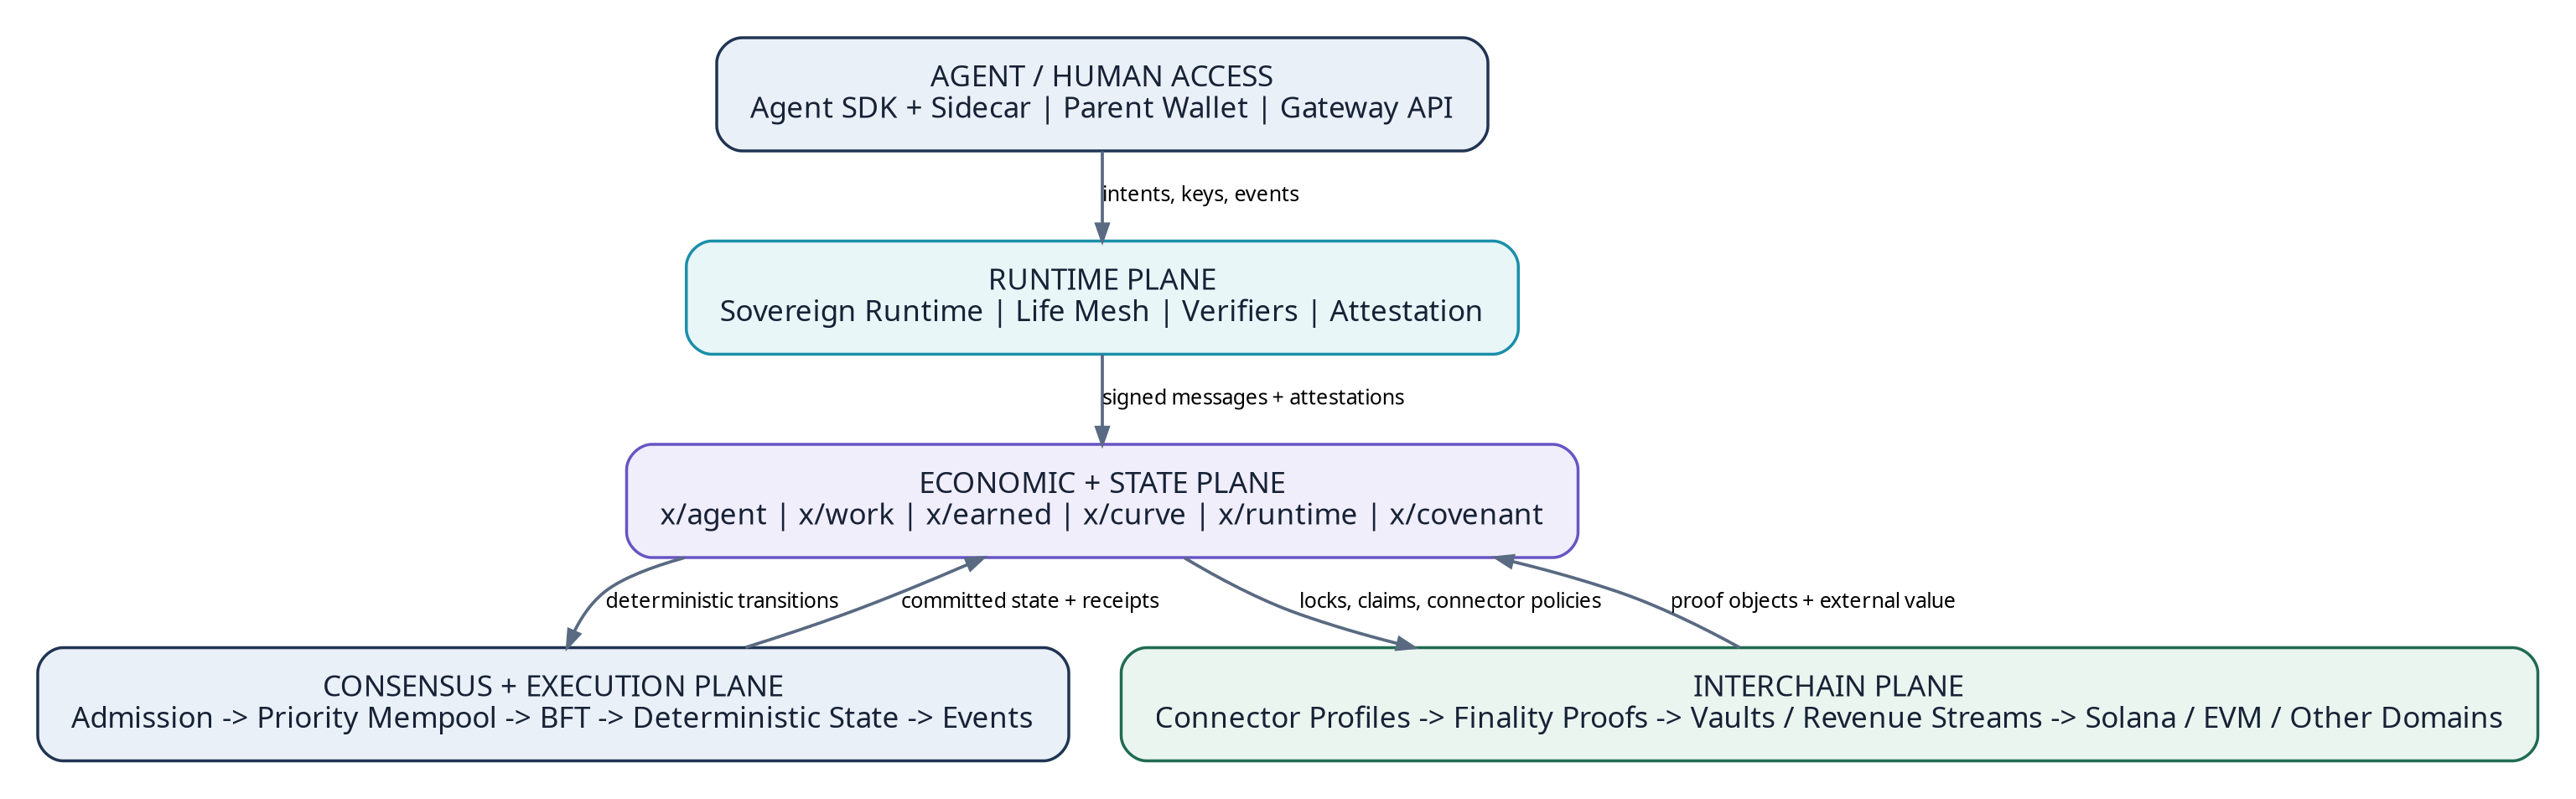 AGENT / HUMAN ACCESS
Agent SDK + Sidecar | Parent Wallet | Gateway API
intents, keys, events
RUNTIME PLANE
Sovereign Runtime | Life Mesh | Verifiers | Attestation
signed messages + attestations
ECONOMIC + STATE PLANE
x/agent | x/work | x/earned | x/curve | x/runtime | x/covenant
deterministic transitions
committed state + receipts
locks, claims, connector policies
proof objects + external value
CONSENSUS + EXECUTION PLANE
Admission -> Priority Mempool -> BFT -> Deterministic State -> Events
INTERCHAIN PLANE
Connector Profiles -> Finality Proofs -> Vaults / Revenue Streams -> Solana / EVM / Other Domains